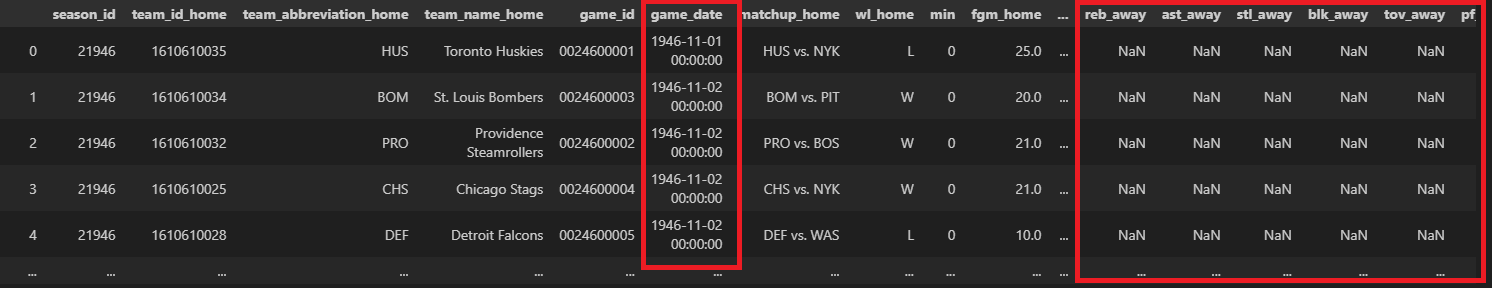 season_id team_id_home team_abbreviation_home team_name_home game_id game_date matchup_home wl_home min fgm_home ... reb_away ast_away stl_away blk_away tov_away pf_
0 21946 1610610035 HUS Toronto Huskies 0024600001 1946-11-01 00:00:00 HUS vs. NYK L 0 25.0 ... NaN NaN NaN NaN NaN
1 21946 1610610034 BOM St. Louis Bombers 0024600003 1946-11-02 00:00:00 BOM vs. PIT W 0 20.0 ... NaN NaN NaN NaN NaN
2 21946 1610610032 PRO Providence Steamrollers 0024600002 1946-11-02 00:00:00 PRO vs. BOS W 0 21.0 ... NaN NaN NaN NaN NaN
3 21946 1610610025 CHS Chicago Stags 0024600004 1946-11-02 00:00:00 CHS vs. NYK W 0 21.0 ... NaN NaN NaN NaN NaN
4 21946 1610610028 DEF Detroit Falcons 0024600005 1946-11-02 00:00:00 DEF vs. WAS L 0 10.0 ... NaN NaN NaN NaN NaN
... ... ... ... ... ... ... ... ... ... ... ... ... ... ... ... ...